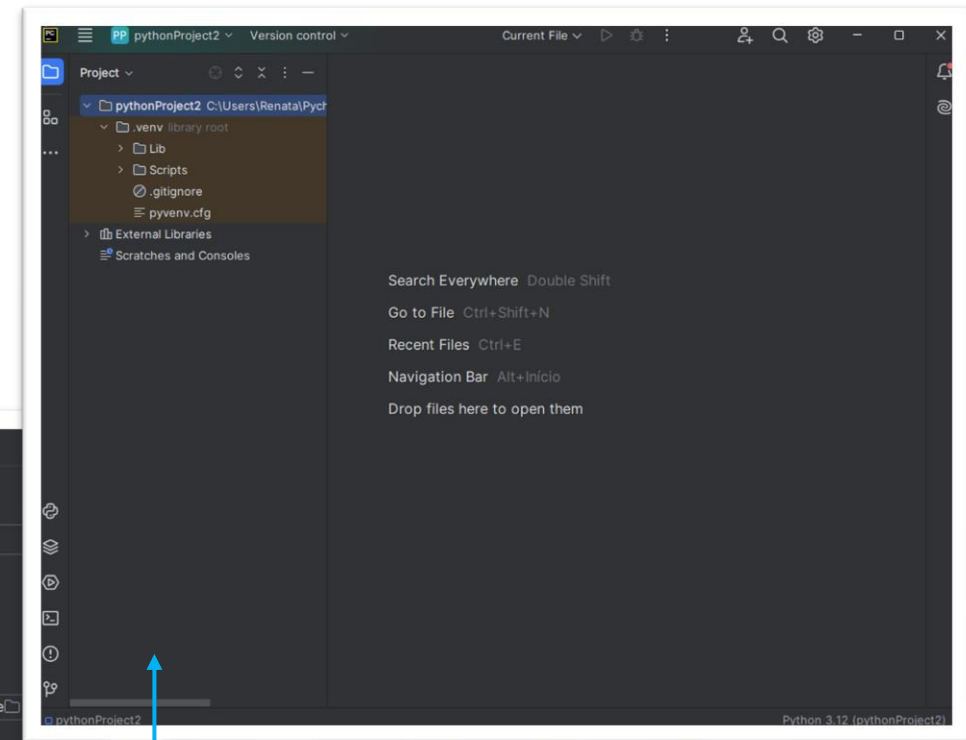 PC PP pythonProject2 Version control Current File
Project
pythonProject2 C:\Users\Renata\Pych
.venv library root
Lib
Scripts
.gitignore
pyvenv.cfg
External Libraries
Scratches and Consoles
Search Everywhere Double Shift
Go to File Ctrl+Shift+N
Recent Files Ctrl+E
Navigation Bar Alt+Início
Drop files here to open them
pythonProject2 Python 3.12 (pythonProject2)